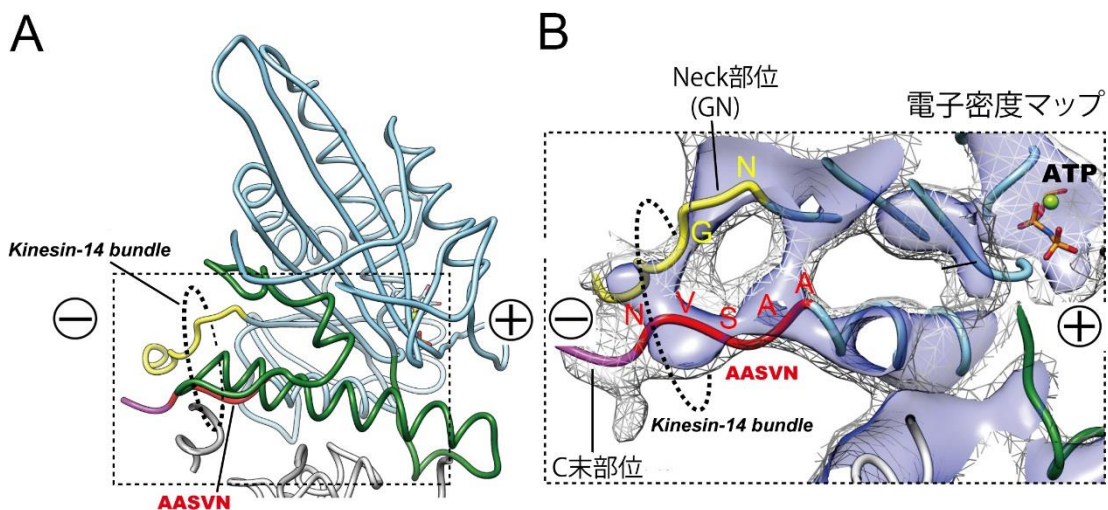 A
Kinesin-14 bundle
⊖
⊕
AASVN
B
Neck部位
(GN)
電子密度マップ
ATP
N
G
N V S A A
⊖
⊕
AASVN
Kinesin-14 bundle
C末部位